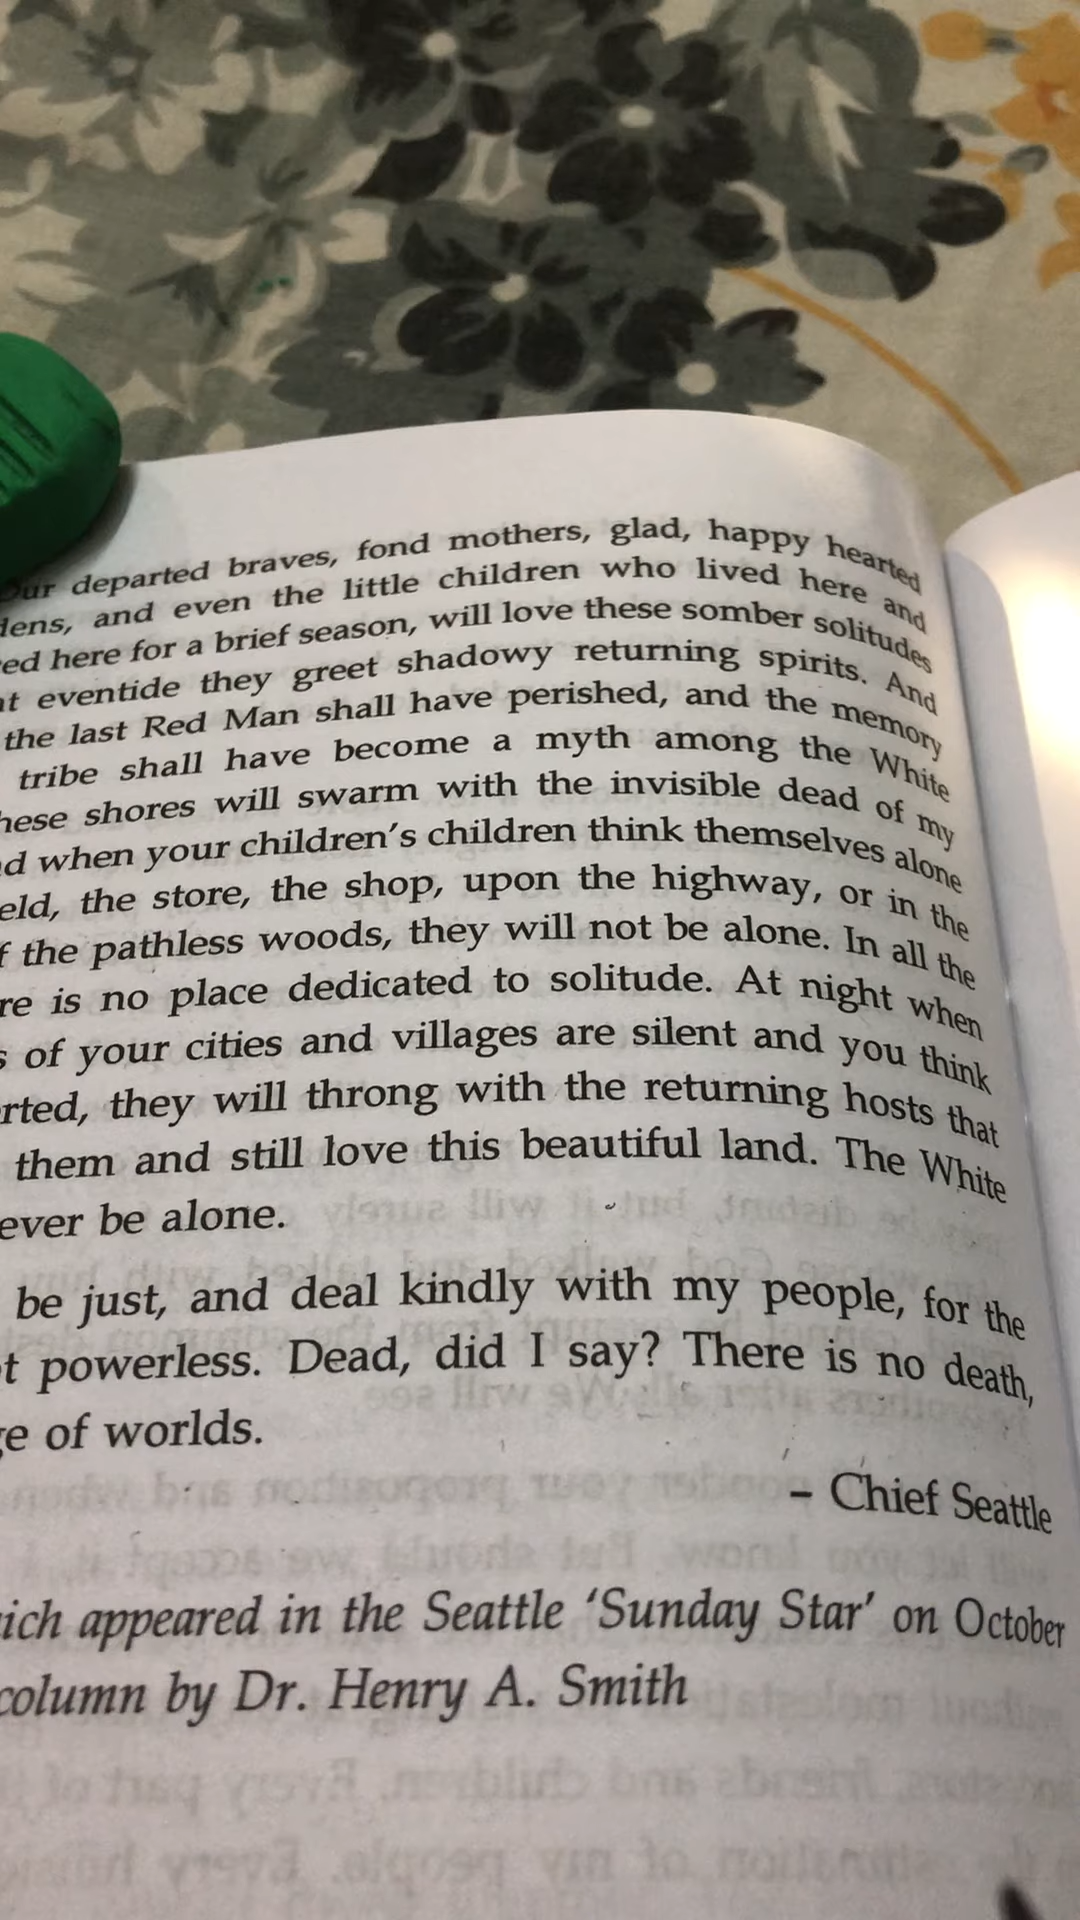 Our departed braves, fond mothers, glad, happy hearted
dens, and even the little children who lived here and
ed here for a brief season, will love these somber solitudes
at eventide they greet shadowy returning spirits. And
the last Red Man shall have perished, and the memory
tribe shall have become a myth among the White
hese shores will swarm with the invisible dead of my
d when your children's children think themselves alone
eld, the store, the shop, upon the highway, or in the
f the pathless woods, they will not be alone. In all the
re is no place dedicated to solitude. At night when
s of your cities and villages are silent and you think
rted, they will throng with the returning hosts that
them and still love this beautiful land. The White
ever be alone.
be just, and deal kindly with my people, for the
t powerless. Dead, did I say? There is no death,
ge of worlds.
– Chief Seattle
ich appeared in the Seattle 'Sunday Star' on October
column by Dr. Henry A. Smith